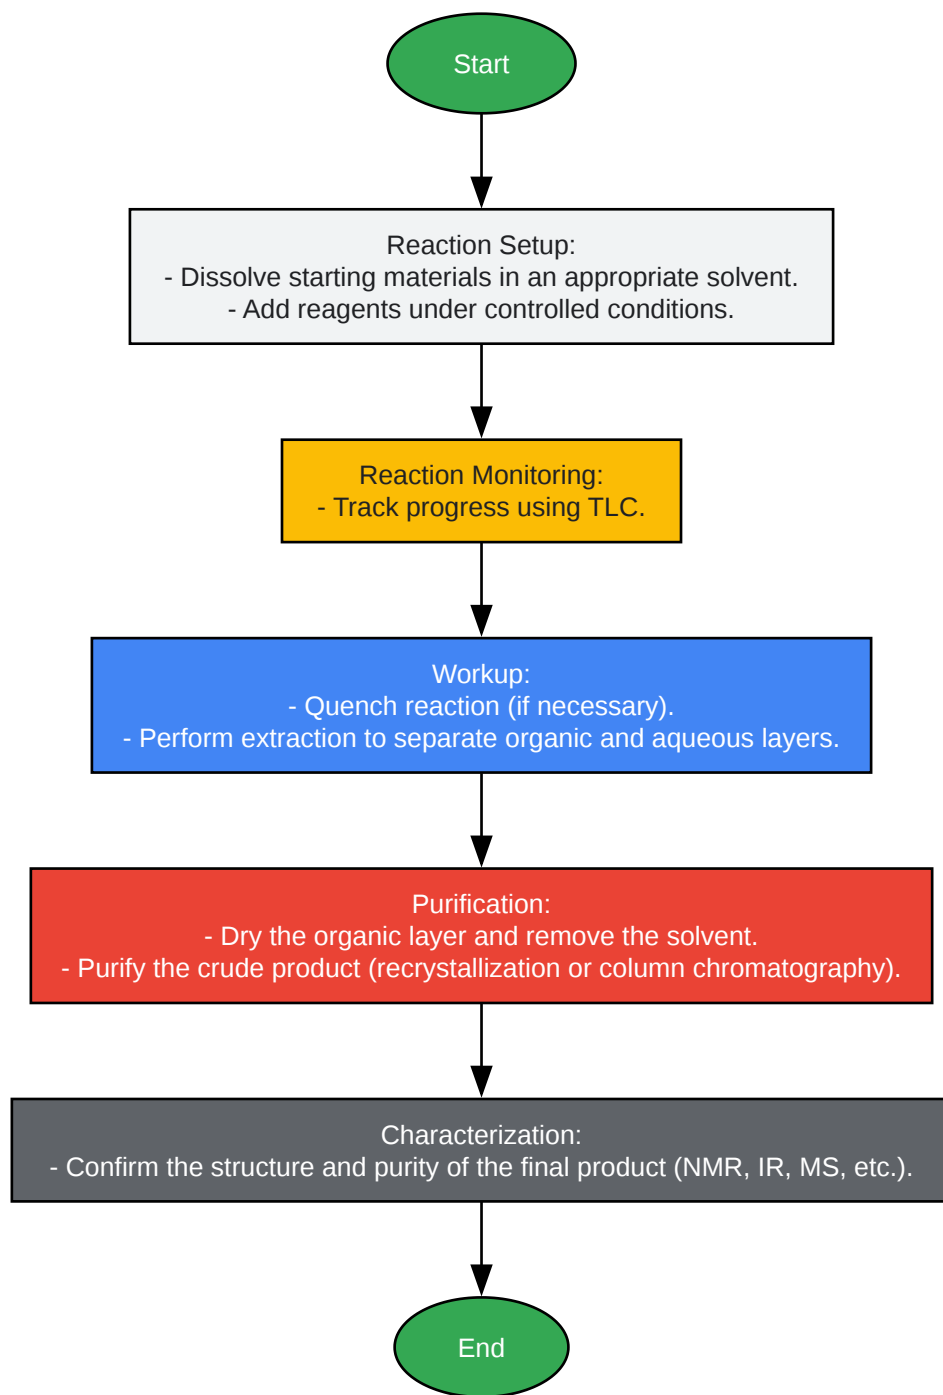 Start
Reaction Setup:
- Dissolve starting materials in an appropriate solvent.
- Add reagents under controlled conditions.
Reaction Monitoring:
- Track progress using TLC.
Workup:
- Quench reaction (if necessary).
- Perform extraction to separate organic and aqueous layers.
Purification:
- Dry the organic layer and remove the solvent.
- Purify the crude product (recrystallization or column chromatography).
Characterization:
- Confirm the structure and purity of the final product (NMR, IR, MS, etc.).
End